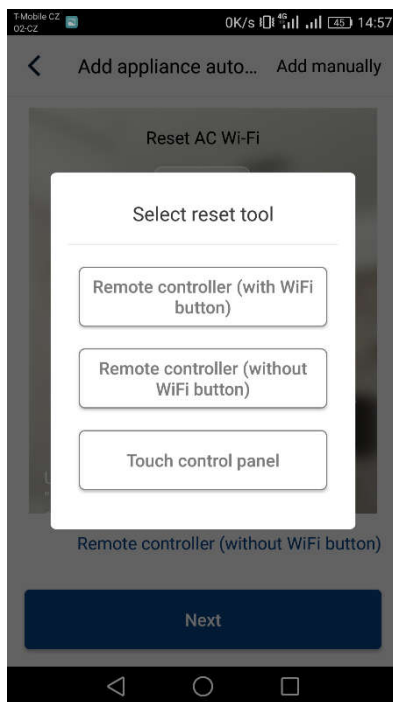 T-Mobile CZ
O2-CZ
0K/s 4G 45 14:57
Add appliance auto... Add manually
Reset AC Wi-Fi
Select reset tool
Remote controller (with WiFi
button)
Remote controller (without
WiFi button)
Touch control panel
Remote controller (without WiFi button)
Next